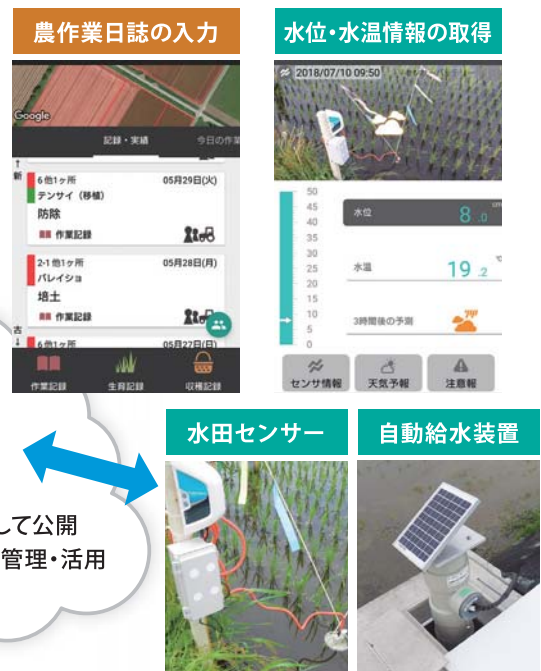 農作業日誌の入力
水位・水温情報の取得
Google
記録・実績
今日の作業
↑
新
6 他1ヶ所
05月29日(火)
テンサイ（移植）
防除
作業記録
2-1 他1ヶ所
05月28日(月)
バレイショ
培土
作業記録
古
↓
6 他1ヶ所
05月27日(日)
作業記録
生育記録
収穫記録
2018/07/10 09:50
50
45
40
35
30
25
20
15
10
5
0
水位
8.0
cm
水温
19.2
℃
3時間後の予測
センサ情報
天気予報
注意報
水田センサー
自動給水装置
して公開
管理・活用